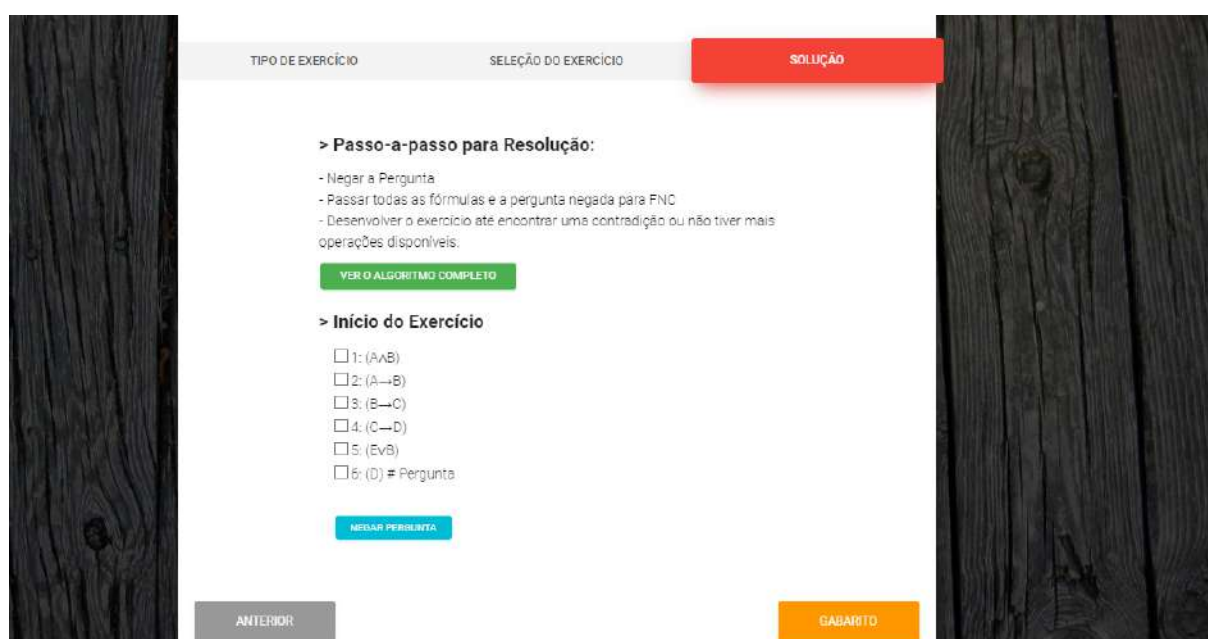 TIPO DE EXERCÍCIO
SELEÇÃO DO EXERCÍCIO
SOLUÇÃO
> Passo-a-passo para Resolução:
- Negar a Pergunta
- Passar todas as fórmulas e a pergunta negada para FNC
- Desenvolver o exercício até encontrar uma contradição ou não tiver mais
operações disponíveis.
VER O ALGORITMO COMPLETO
> Início do Exercício
1: (A∧B)
2: (A→B)
3: (B→C)
4: (C→D)
5: (E∨B)
6: (D) # Pergunta
NEGAR PERGUNTA
ANTERIOR
GABARITO